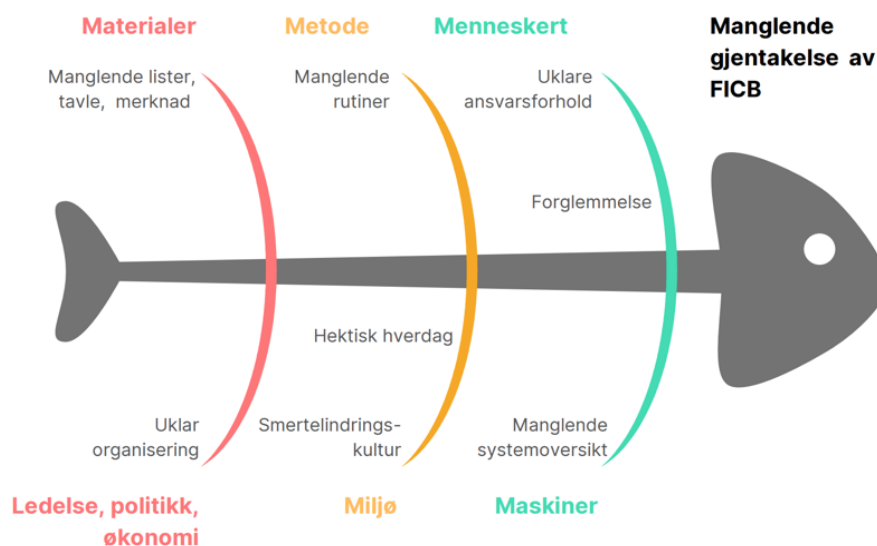 Materialer
Metode
Menneskert
Manglende
gjentakelse av
FICB
Manglende lister,
tavle, merknad
Manglende
rutiner
Uklare
ansvarsforhold
Forglemmelse
Hektisk hverdag
Uklar
organisering
Smertelindrings-
kultur
Manglende
systemoversikt
Ledelse, politikk,
økonomi
Miljø
Maskiner